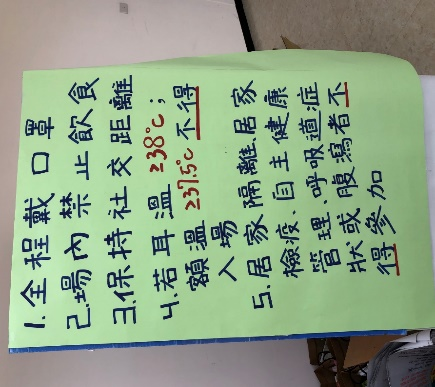 1.全程戴口罩
2.場內禁止飲食
3.保持社交距離
4.若耳溫≥38℃;
額溫≥37.5℃不得
入場
5.居家隔離居家
檢疫、自主健康
管理、呼吸道症
狀或腹瀉者不
得參加